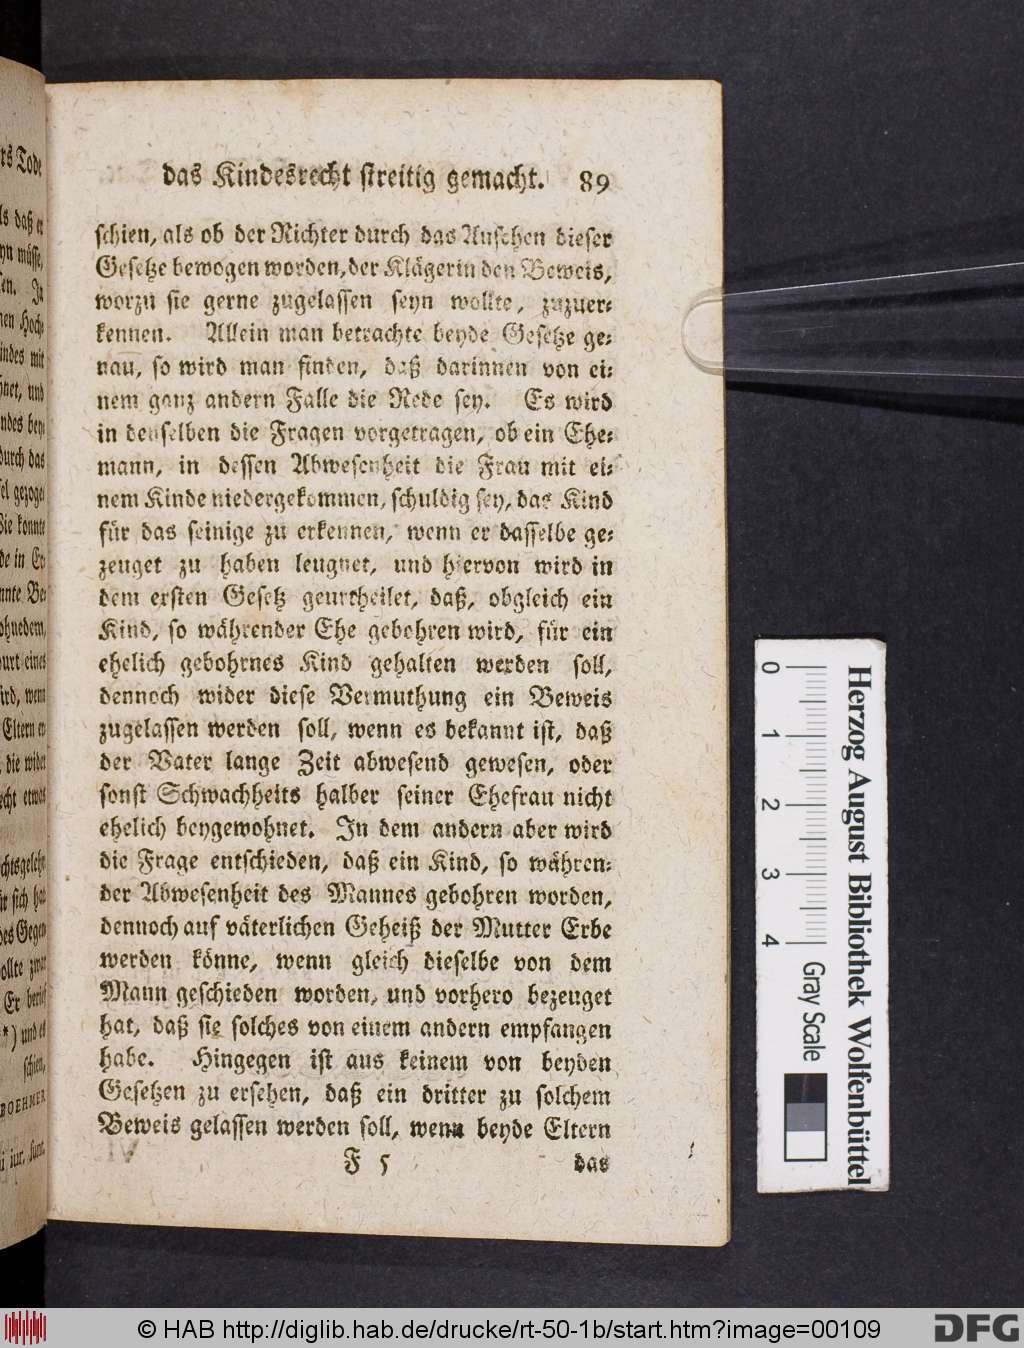 das Kindesrecht streitig gemacht. 89
schien, als ob der Richter durch das Ansehen dieser
Gesetze bewogen worden, der Klägerin den Beweis,
worzu sie gerne zugelassen seyn wollte, zuzuer-
kennen. Allein man betrachte beyde Gesetze ge-
nau, so wird man finden, daß darinnen von ei-
nem ganz andern Falle die Rede sey. Es wird
in denselben die Fragen vorgetragen, ob ein Ehe-
mann, in dessen Abwesenheit die Frau mit ei-
nem Kinde niedergekommen, schuldig sey, das Kind
für das seinige zu erkennen, wenn er dasselbe ge-
zeuget zu haben leugnet, und hiervon wird in
dem ersten Gesetz geurtheilet, daß, obgleich ein
Kind, so währender Ehe gebohren wird, für ein
ehelich gebohrnes Kind gehalten werden soll,
dennoch wider diese Vermuthung ein Beweis
zugelassen werden soll, wenn es bekannt ist, daß
der Vater lange Zeit abwesend gewesen, oder
sonst Schwachheits halber seiner Ehefrau nicht
ehelich beygewohnet. In dem andern aber wird
die Frage entschieden, daß ein Kind, so währen-
der Abwesenheit des Mannes gebohren worden,
dennoch auf väterlichen Geheiß der Mutter Erbe
werden könne, wenn gleich dieselbe von dem
Mann geschieden worden, und vorhero bezeuget
hat, daß sie solches von einem andern empfangen
habe. Hingegen ist aus keinem von beyden
Gesetzen zu ersehen, daß ein dritter zu solchem
Beweis gelassen werden soll, wenn beyde Eltern
F 5 das
0 1 2 3 4
Gray Scale
Herzog August Bibliothek Wolfenbüttel
© HAB http://diglib.hab.de/drucke/rt-50-1b/start.htm?image=00109
DFG